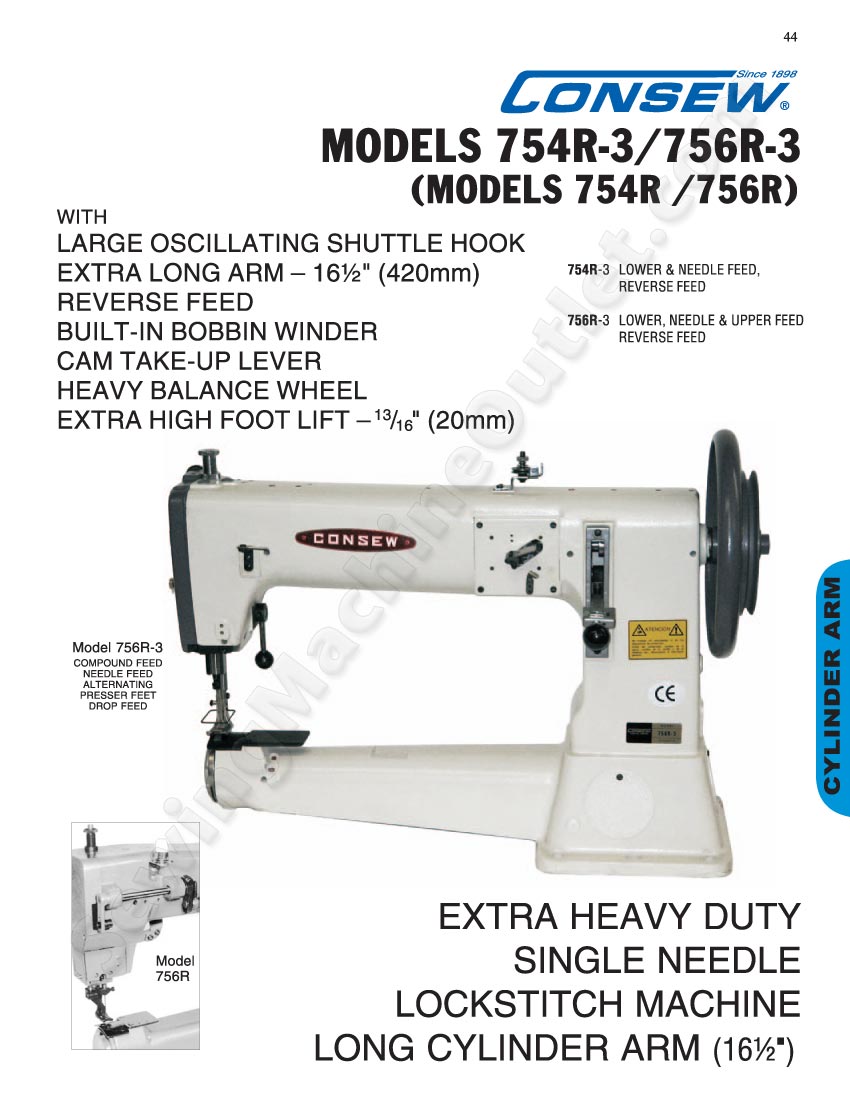 44
Since 1898
CONSEW®
MODELS 754R-3/756R-3
(MODELS 754R /756R)
WITH
LARGE OSCILLATING SHUTTLE HOOK
EXTRA LONG ARM – 16½" (420mm)
REVERSE FEED
BUILT-IN BOBBIN WINDER
CAM TAKE-UP LEVER
HEAVY BALANCE WHEEL
EXTRA HIGH FOOT LIFT – 13/16" (20mm)
754R-3 LOWER & NEEDLE FEED,
REVERSE FEED
756R-3 LOWER, NEEDLE & UPPER FEED
REVERSE FEED
CONSEW
ATENCION
CE
754R-3
Model 756R-3
COMPOUND FEED
NEEDLE FEED
ALTERNATING
PRESSER FEET
DROP FEED
CYLINDER ARM
Model
756R
EXTRA HEAVY DUTY
SINGLE NEEDLE
LOCKSTITCH MACHINE
LONG CYLINDER ARM (16½")
SewingMachineOutlet.com